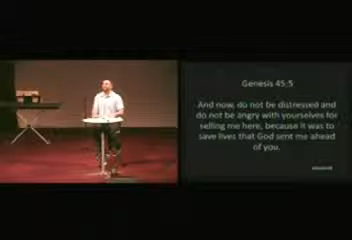 Genesis 45:5
And now, do not be distressed and
do not be angry with yourselves for
selling me here, because it was to
save lives that God sent me ahead
of you.